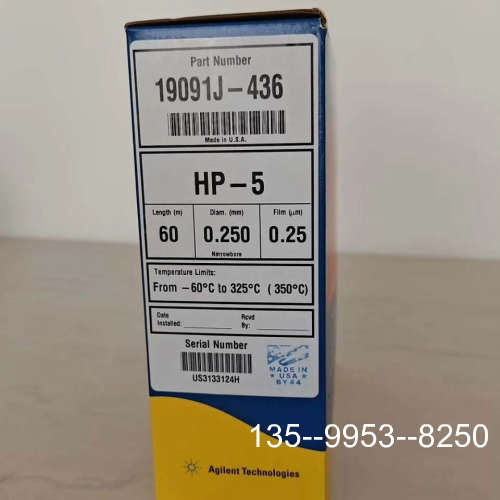 Part Number
19091J-436
Made in U.S.A.
HP-5
Length (m) Diam. (mm) Film (µm)
60 0.250 0.25
Narrowbore
Temperature Limits:
From -60°C to 325°C (350°C)
Date Installed: Rcvd By:
Serial Number
US3133124H
MADE IN
★ USA ★
BY #4
135--9953--8250
Agilent Technologies